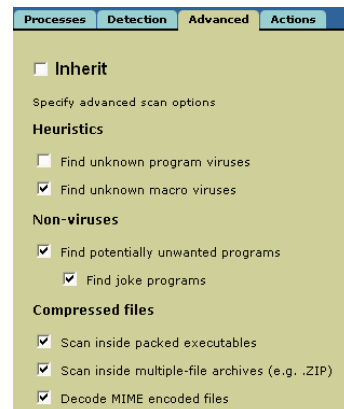 Processes Detection Advanced Actions
Inherit
Specify advanced scan options
Heuristics
Find unknown program viruses
Find unknown macro viruses
Non-viruses
Find potentially unwanted programs
Find joke programs
Compressed files
Scan inside packed executables
Scan inside multiple-file archives (e.g. .ZIP)
Decode MIME encoded files